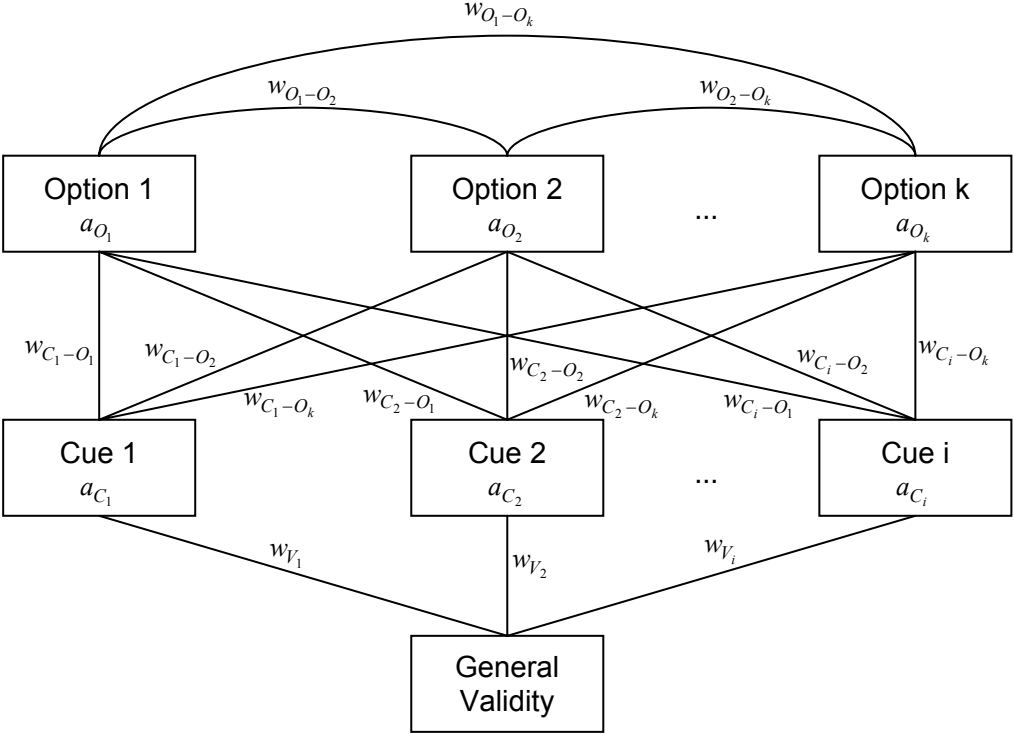 w_{O_1–O_k}
w_{O_1–O_2} w_{O_2–O_k}
Option 1 Option 2 Option k
a_{O_1} a_{O_2} ... a_{O_k}
w_{C_1–O_1} w_{C_1–O_2} w_{C_2–O_2} w_{C_i–O_2} w_{C_i–O_k}
w_{C_1–O_k} w_{C_2–O_1} w_{C_2–O_k} w_{C_i–O_1}
Cue 1 Cue 2 Cue i
a_{C_1} a_{C_2} ... a_{C_i}
w_{V_1} w_{V_2} w_{V_i}
General
Validity